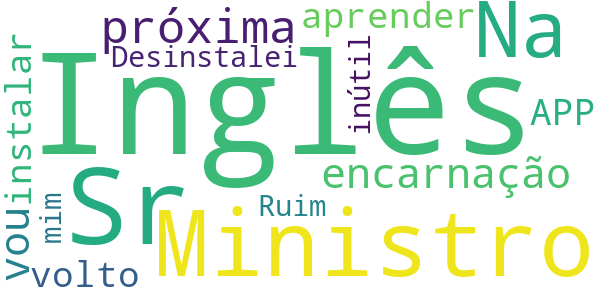 próxima
aprender
Na
Desinstalei
inútil
Inglês
APP
instalar
Sr
encarnação
vou
mim
Ruim
Ministro
volto